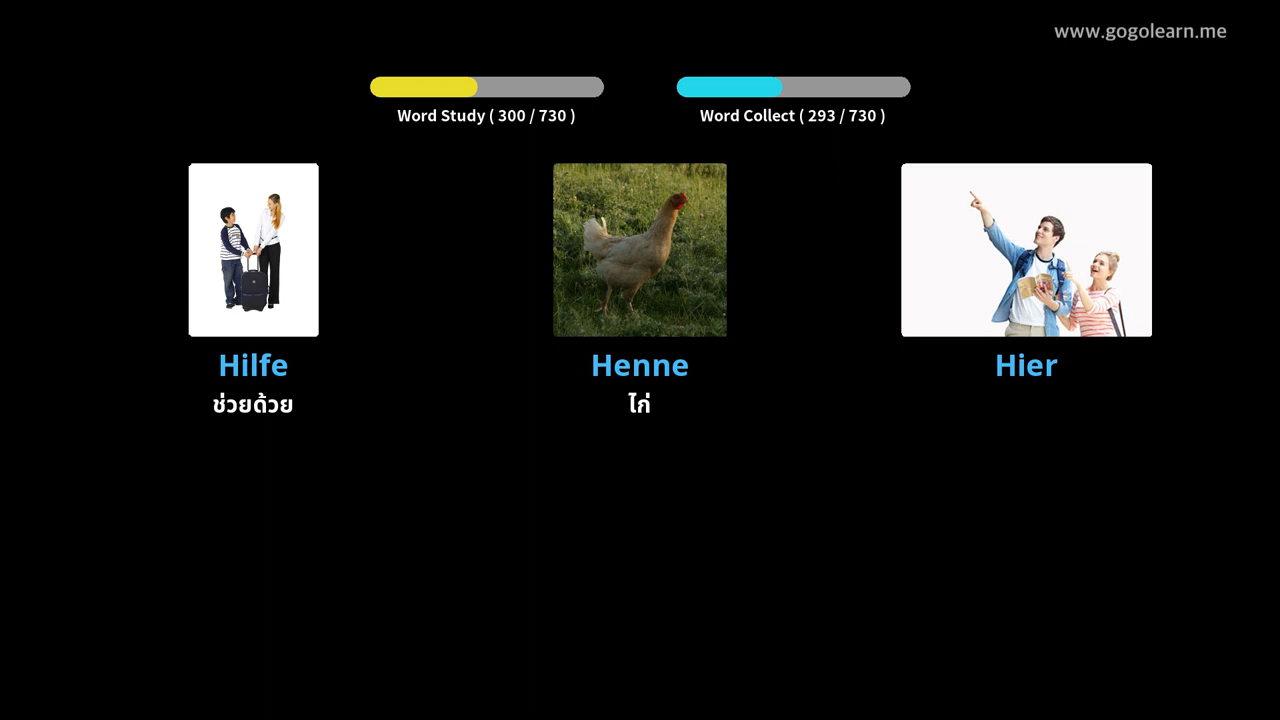 www.gogolearn.me
Word Study ( 300 / 730 )
Word Collect ( 293 / 730 )
Hilfe
ช่วยด้วย
Henne
ไก่
Hier